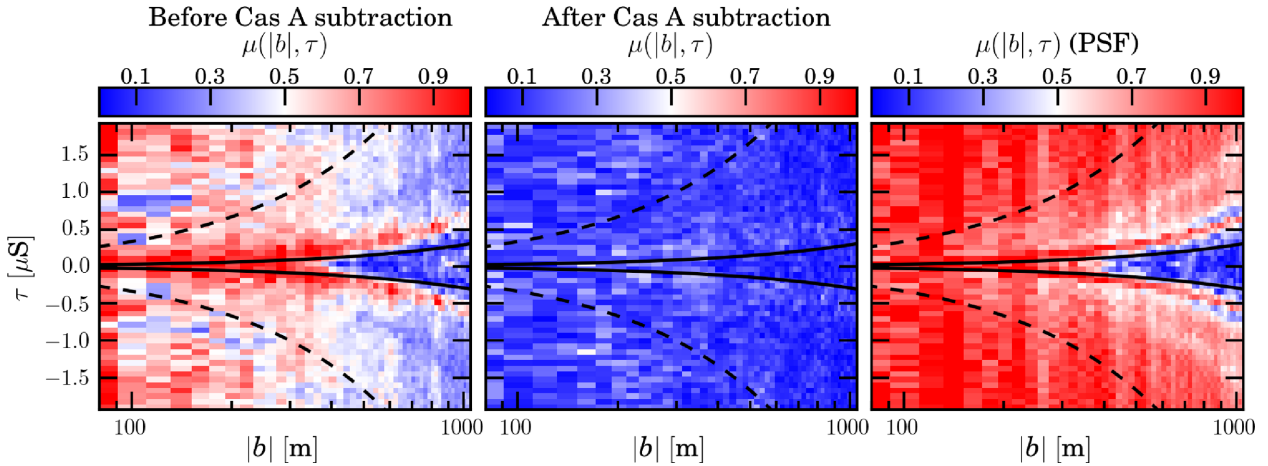 Before Cas A subtraction
After Cas A subtraction
μ(|b|, τ)
μ(|b|, τ)
μ(|b|, τ) (PSF)
0.1 0.3 0.5 0.7 0.9
0.1 0.3 0.5 0.7 0.9
0.1 0.3 0.5 0.7 0.9
τ [μS]
1.5
1.0
0.5
0.0
−0.5
−1.0
−1.5
100 1000
100 1000
100 1000
|b| [m]
|b| [m]
|b| [m]